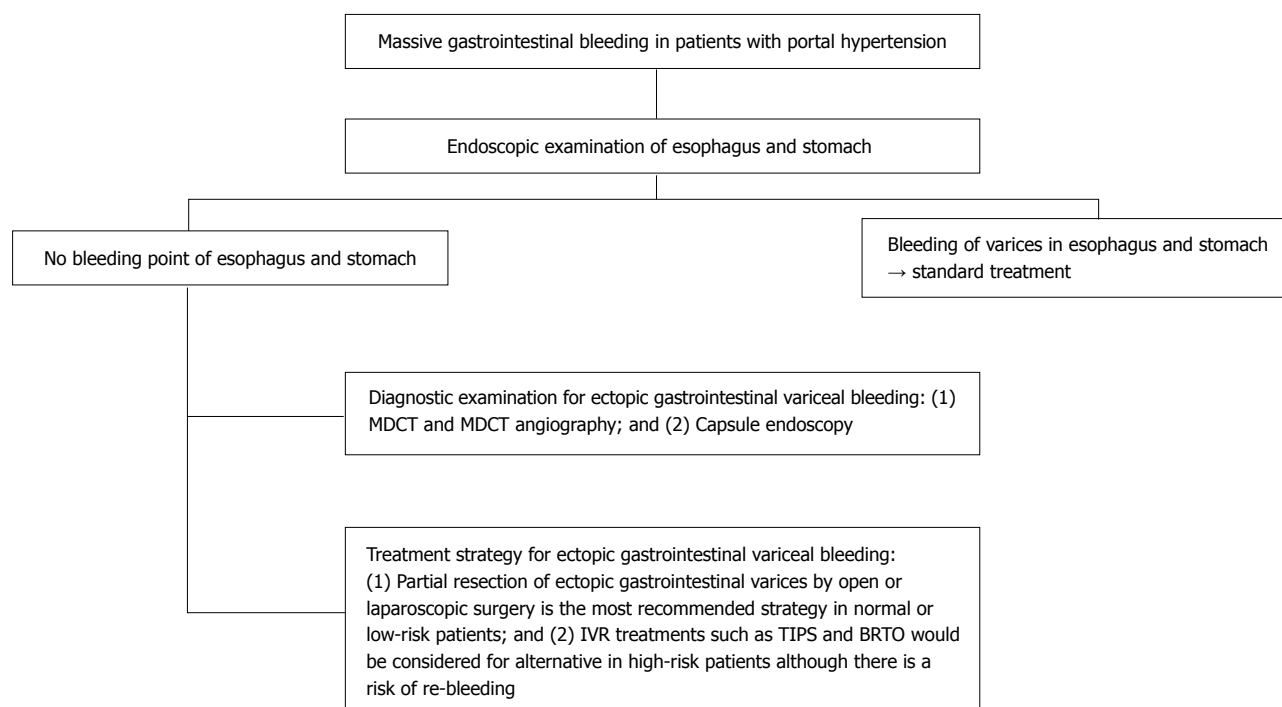 Massive gastrointestinal bleeding in patients with portal hypertension
Endoscopic examination of esophagus and stomach
No bleeding point of esophagus and stomach
Bleeding of varices in esophagus and stomach
→ standard treatment
Diagnostic examination for ectopic gastrointestinal variceal bleeding: (1)
MDCT and MDCT angiography; and (2) Capsule endoscopy
Treatment strategy for ectopic gastrointestinal variceal bleeding:
(1) Partial resection of ectopic gastrointestinal varices by open or
laparoscopic surgery is the most recommended strategy in normal or
low-risk patients; and (2) IVR treatments such as TIPS and BRTO would
be considered for alternative in high-risk patients although there is a
risk of re-bleeding